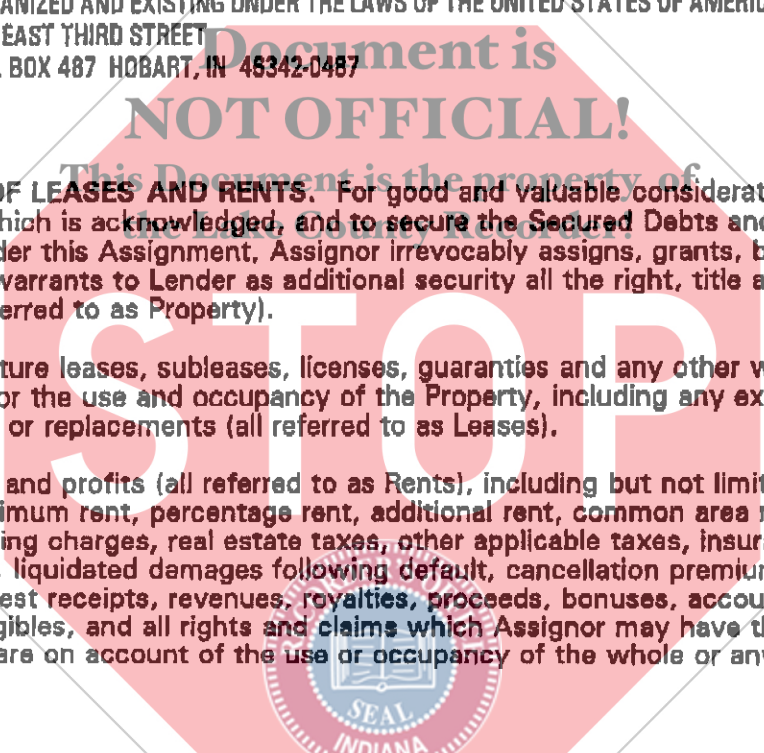 ANIZED AND EXISTING UNDER THE LAWS OF THE UNITED STATES OF AMERIC
EAST THIRD STREET
BOX 487 HOBART, IN 46342-0487
Document is
NOT OFFICIAL!
This Document is the property of
the Lake County Recorder!
OF LEASES AND RENTS. For good and valuable considerat
hich is acknowledged, and to secure the Secured Debts and
der this Assignment, Assignor irrevocably assigns, grants, b
warrants to Lender as additional security all the right, title a
erred to as Property).
ture leases, subleases, licenses, guaranties and any other w
or the use and occupancy of the Property, including any ex
or replacements (all referred to as Leases).
STOP
and profits (all referred to as Rents), including but not limit
imum rent, percentage rent, additional rent, common area
ing charges, real estate taxes, other applicable taxes, insur
liquidated damages following default, cancellation premium
est receipts, revenues, royalties, proceeds, bonuses, accou
gibles, and all rights and claims which Assignor may have th
are on account of the use or occupancy of the whole or any
SEAL
INDIANA